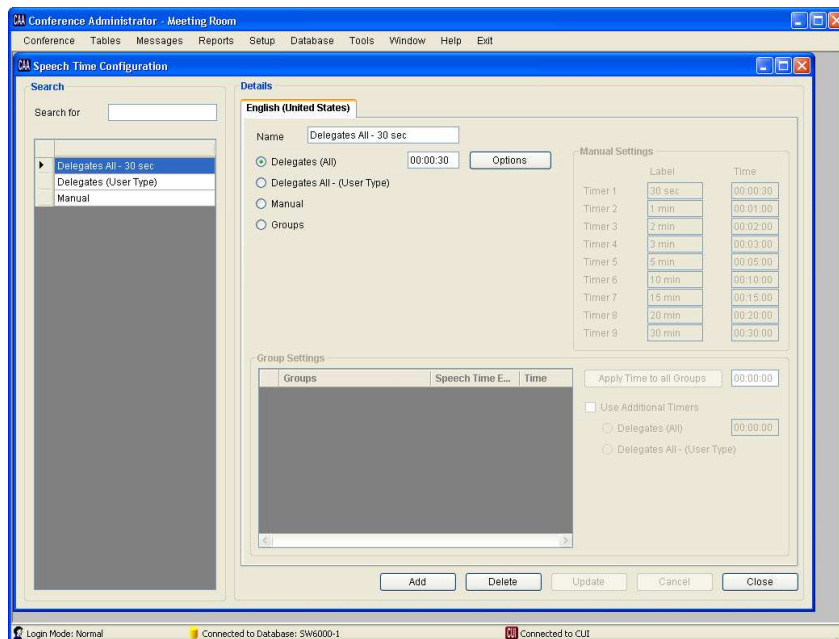 CAA Conference Administrator - Meeting Room
Conference Tables Messages Reports Setup Database Tools Window Help Exit
CAA Speech Time Configuration
Search
Search for
Delegates All - 30 sec
Delegates (User Type)
Manual
Details
English (United States)
Name Delegates All - 30 sec
Delegates (All) 00:00:30 Options
Delegates All - (User Type)
Manual
Groups
Manual Settings
Label Time
Timer 1 30 sec 00:00:30
Timer 2 1 min 00:01:00
Timer 3 2 min 00:02:00
Timer 4 3 min 00:03:00
Timer 5 5 min 00:05:00
Timer 6 10 min 00:10:00
Timer 7 15 min 00:15:00
Timer 8 20 min 00:20:00
Timer 9 30 min 00:30:00
Group Settings
Groups Speech Time E... Time
Apply Time to all Groups 00:00:00
Use Additional Timers
Delegates (All) 00:00:00
Delegates All - (User Type)
Add Delete Update Cancel Close
Login Mode: Normal Connected to Database: SW6000-1 CUI Connected to CUI